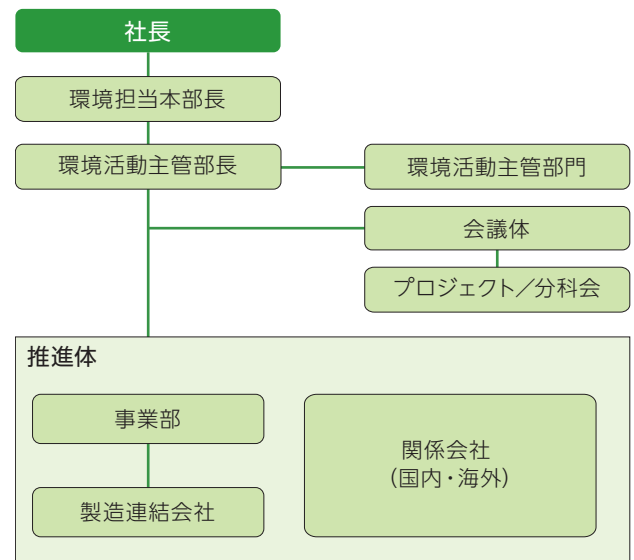 社長
環境担当本部長
環境活動主管部長
環境活動主管部門
会議体
プロジェクト／分科会
推進体
事業部
製造連結会社
関係会社
（国内・海外）